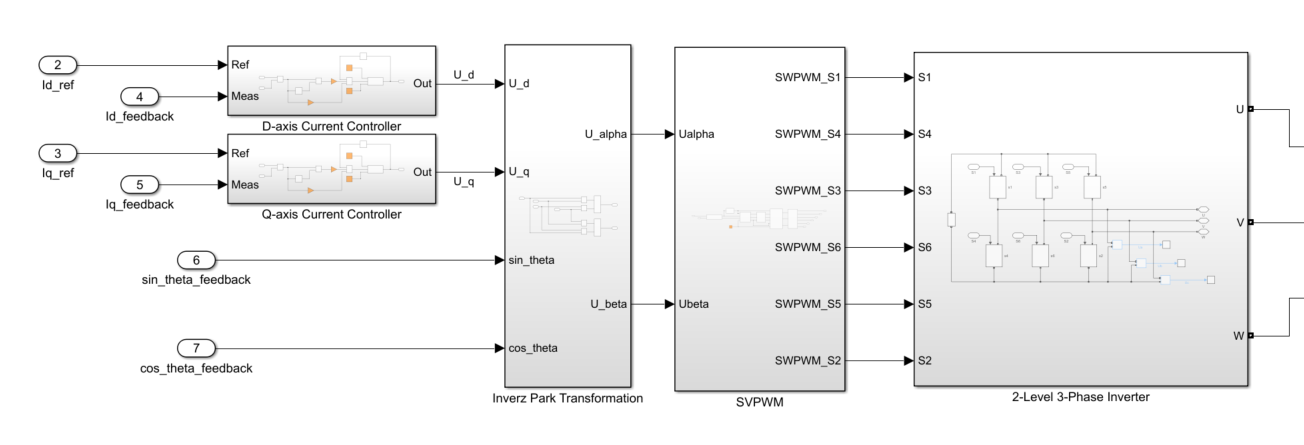 2
Id_ref
4
Id_feedback
Ref
Meas
Out
D-axis Current Controller
U_d
3
Iq_ref
5
Iq_feedback
Ref
Meas
Out
Q-axis Current Controller
U_q
6
sin_theta_feedback
7
cos_theta_feedback
U_d
U_q
sin_theta
cos_theta
U_alpha
U_beta
Inverz Park Transformation
Ualpha
Ubeta
SWPWM_S1
SWPWM_S4
SWPWM_S3
SWPWM_S6
SWPWM_S5
SWPWM_S2
SVPWM
S1
S4
S3
S6
S5
S2
U
V
W
2-Level 3-Phase Inverter